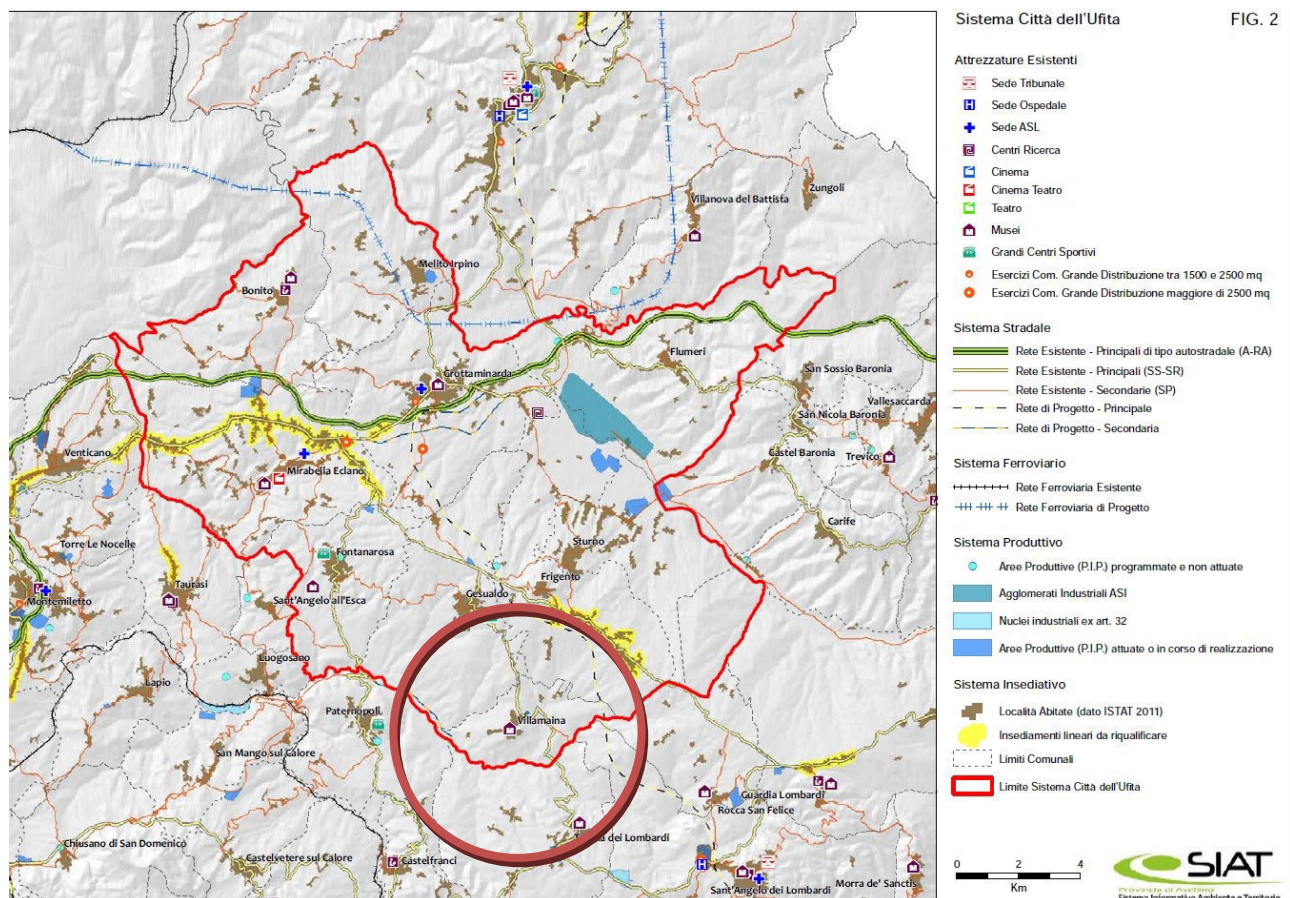 Sistema Città dell'Ufita
FIG. 2
Attrezzature Esistenti
Sede Tribunale
Sede Ospedale
Sede ASL
Centri Ricerca
Cinema
Cinema Teatro
Teatro
Musei
Grandi Centri Sportivi
Esercizi Com. Grande Distribuzione tra 1500 e 2500 mq
Esercizi Com. Grande Distribuzione maggiore di 2500 mq
Sistema Stradale
Rete Esistente - Principali di tipo autostradale (A-RA)
Rete Esistente - Principali (SS-SR)
Rete Esistente - Secondarie (SP)
Rete di Progetto - Principale
Rete di Progetto - Secondaria
Sistema Ferroviario
Rete Ferroviaria Esistente
Rete Ferroviaria di Progetto
Sistema Produttivo
Aree Produttive (P.I.P.) programmate e non attuate
Agglomerati Industriali ASI
Nuclei industriali ex art. 32
Aree Produttive (P.I.P.) attuate o in corso di realizzazione
Sistema Insediativo
Località Abitate (dato ISTAT 2011)
Insediamenti lineari da riqualificare
Limiti Comunali
Limite Sistema Città dell'Ufita
0 2 4
Km
SIAT
Provincia di Avellino
Sistema Informativo Ambiente e Territorio
Zungoli
Villanova del Battista
Melito Irpino
Bonito
Flumeri
Grottaminarda
San Sossio Baronia
Vallesaccarda
San Nicola Baronia
Castel Baronia
Trevico
Venticano
Mirabella Eclano
Carife
Torre Le Nocelle
Sturno
Fontanarosa
Frigento
Taurasi
Gesualdo
Sant'Angelo all'Esca
Montemiletto
Luogosano
Lapio
Paternopoli
Villamaina
San Mango sul Calore
Guardia Lombardi
Rocca San Felice
dei Lombardi
Chiusano di San Domenico
Castelvetere sul Calore
Castelfranci
Sant'Angelo dei Lombardi
Morra de' Sanctis